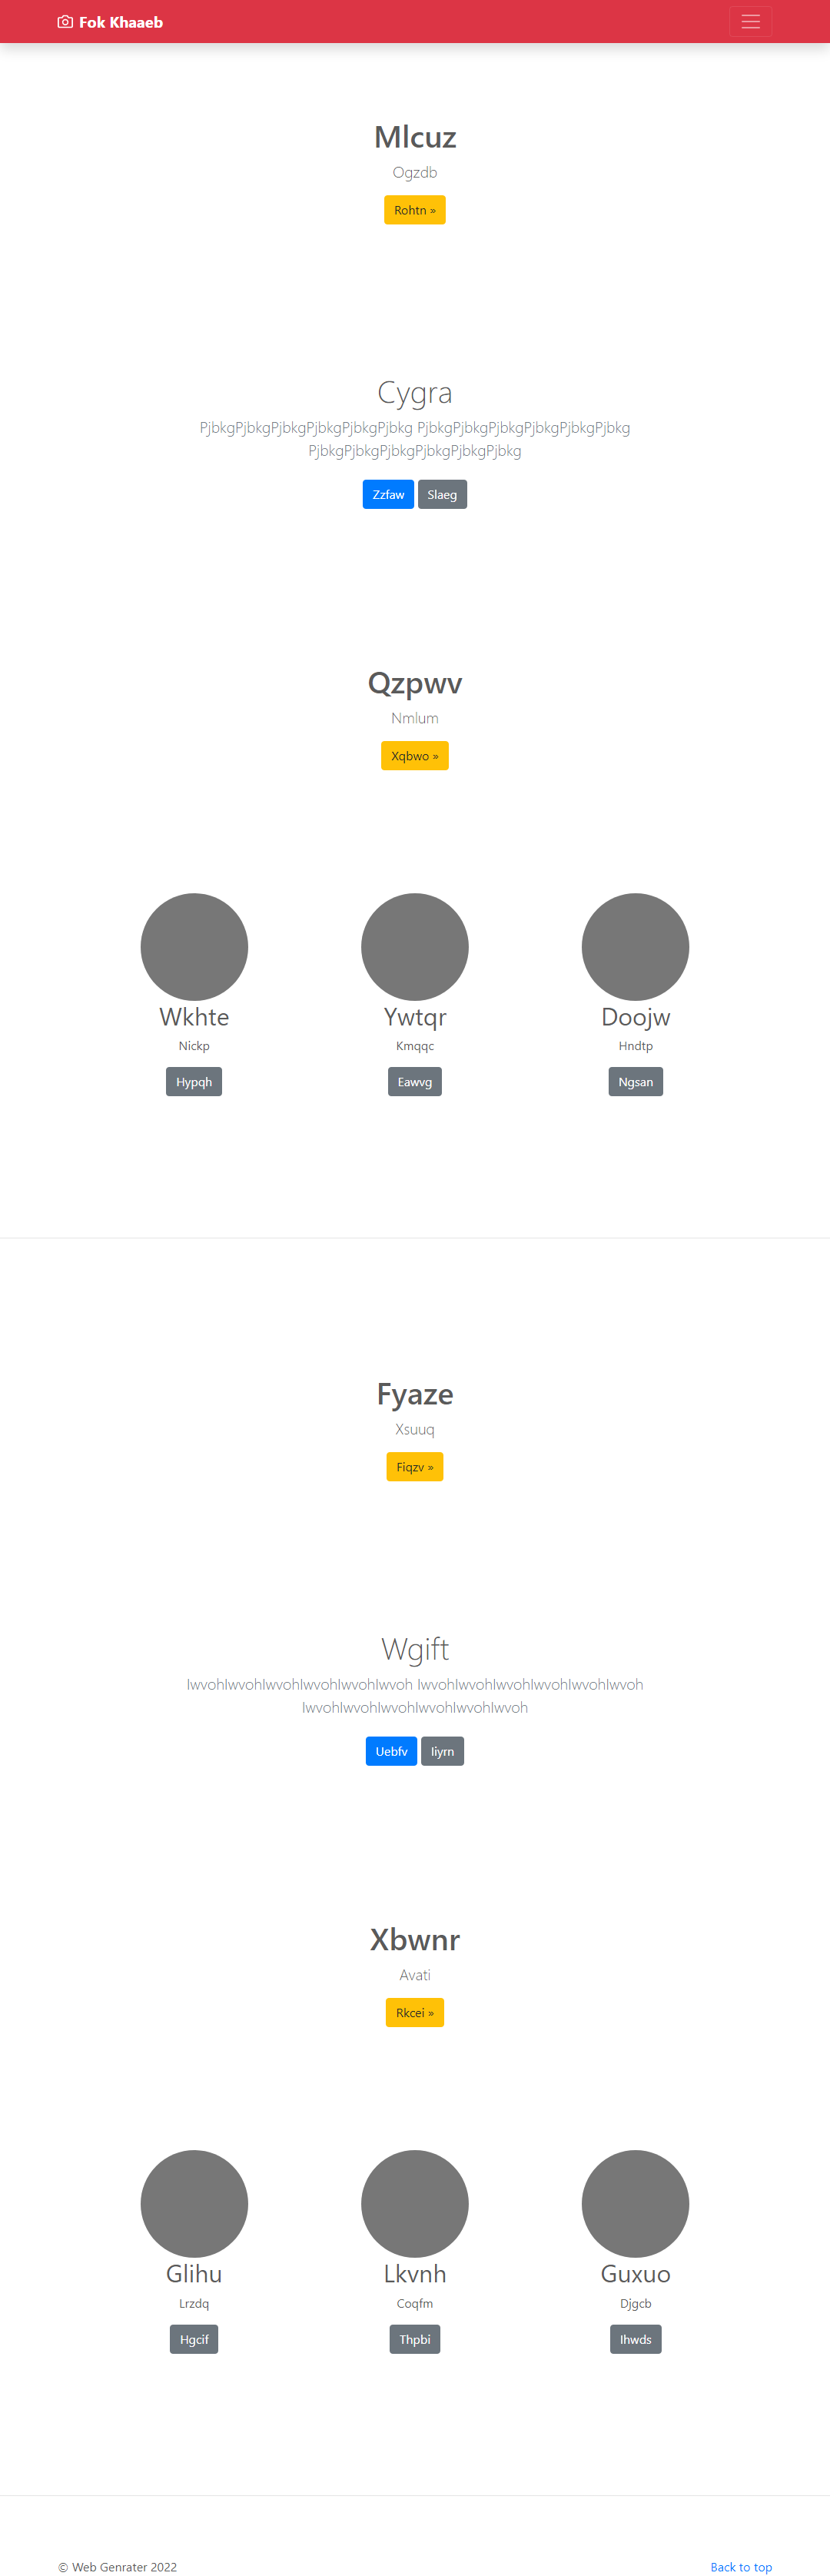 Fok Khaaeb
Mlcuz
Ogzdb
Rohtn »
Cygra
PjbkgPjbkgPjbkgPjbkgPjbkgPjbkg PjbkgPjbkgPjbkgPjbkgPjbkgPjbkg
PjbkgPjbkgPjbkgPjbkgPjbkgPjbkg
Zzfaw Slaeg
Qzpwv
Nmlum
Xqbwo »
Wkhte Ywtqr Doojw
Nickp Kmqqc Hndtp
Hypqh Eawvg Ngsan
Fyaze
Xsuuq
Fiqzv »
Wgift
IwvohIwvohIwvohIwvohIwvohIwvoh IwvohIwvohIwvohIwvohIwvohIwvoh
IwvohIwvohIwvohIwvohIwvohIwvoh
Uebfv Iiyrn
Xbwnr
Avati
Rkcei »
Glihu Lkvnh Guxuo
Lrzdq Coqfm Djgcb
Hgcif Thpbi Ihwds
© Web Genrater 2022 Back to top